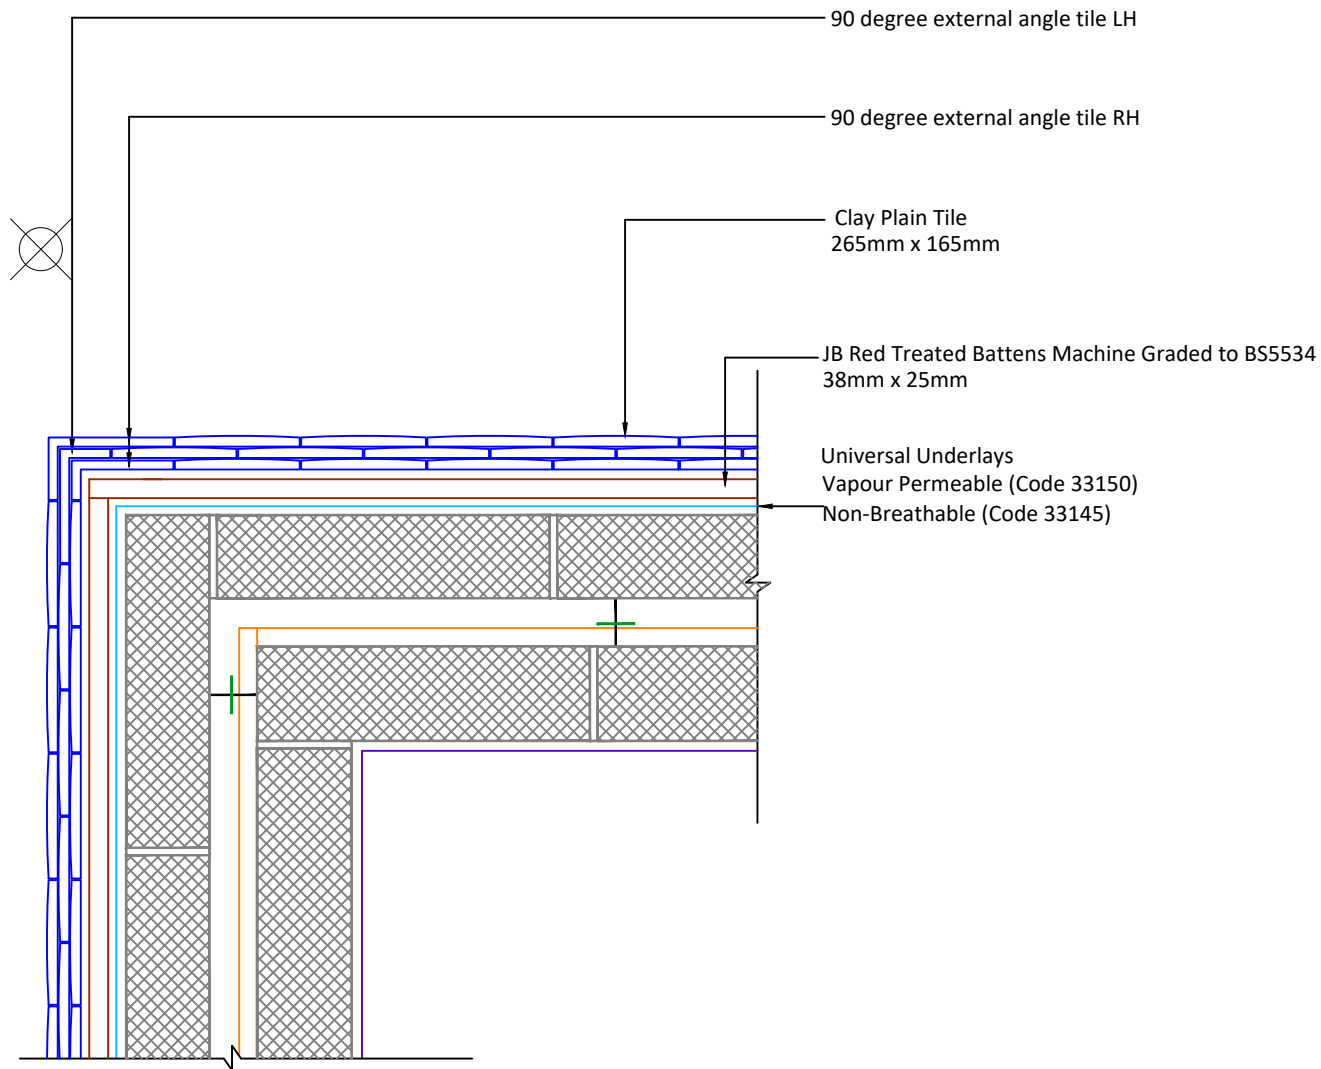 90 degree external angle tile LH
90 degree external angle tile RH
Clay Plain Tile
265mm x 165mm
JB Red Treated Battens Machine Graded to BS5534
38mm x 25mm
Universal Underlays
Vapour Permeable (Code 33150)
Non-Breathable (Code 33145)